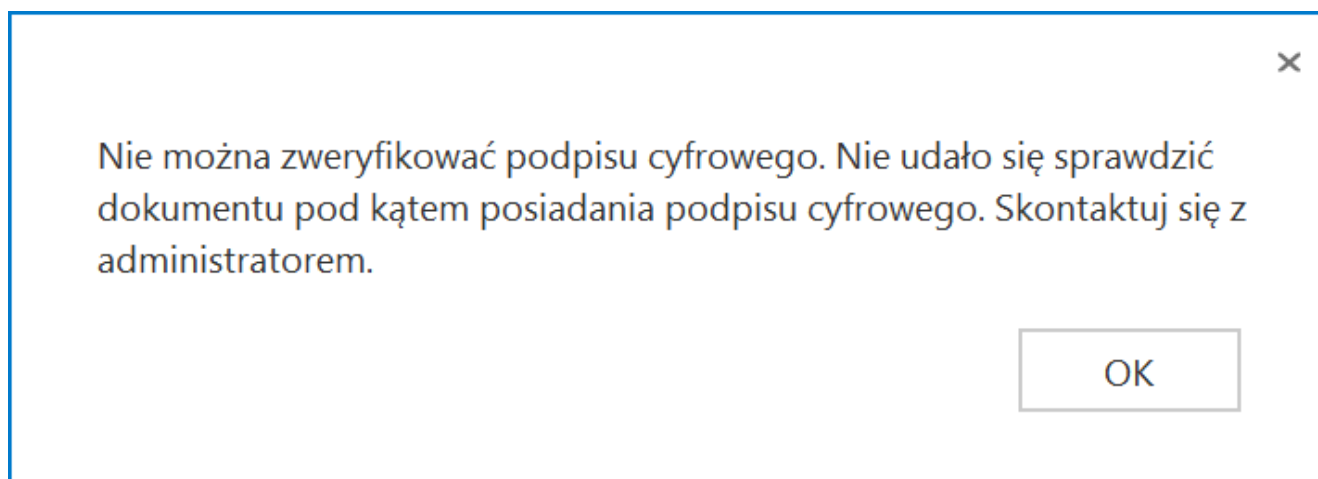 Nie można zweryfikować podpisu cyfrowego. Nie udało się sprawdzić
dokumentu pod kątem posiadania podpisu cyfrowego. Skontaktuj się z
administratorem.
OK